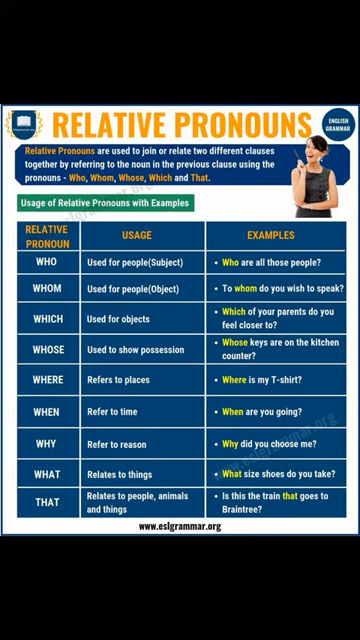 Eslgrammar.org
RELATIVE PRONOUNS
ENGLISH
GRAMMAR
Relative Pronouns are used to join or relate two different clauses
together by referring to the noun in the previous clause using the
pronouns - Who, Whom, Whose, Which and That.
Usage of Relative Pronouns with Examples
RELATIVE
PRONOUN
USAGE
EXAMPLES
WHO
Used for people(Subject)
• Who are all those people?
WHOM
Used for people(Object)
• To whom do you wish to speak?
WHICH
Used for objects
• Which of your parents do you
feel closer to?
WHOSE
Used to show possession
• Whose keys are on the kitchen
counter?
WHERE
Refers to places
• Where is my T-shirt?
WHEN
Refer to time
• When are you going?
WHY
Refer to reason
• Why did you choose me?
WHAT
Relates to things
• What size shoes do you take?
THAT
Relates to people, animals
and things
• Is this the train that goes to
Braintree?
www.eslgrammar.org